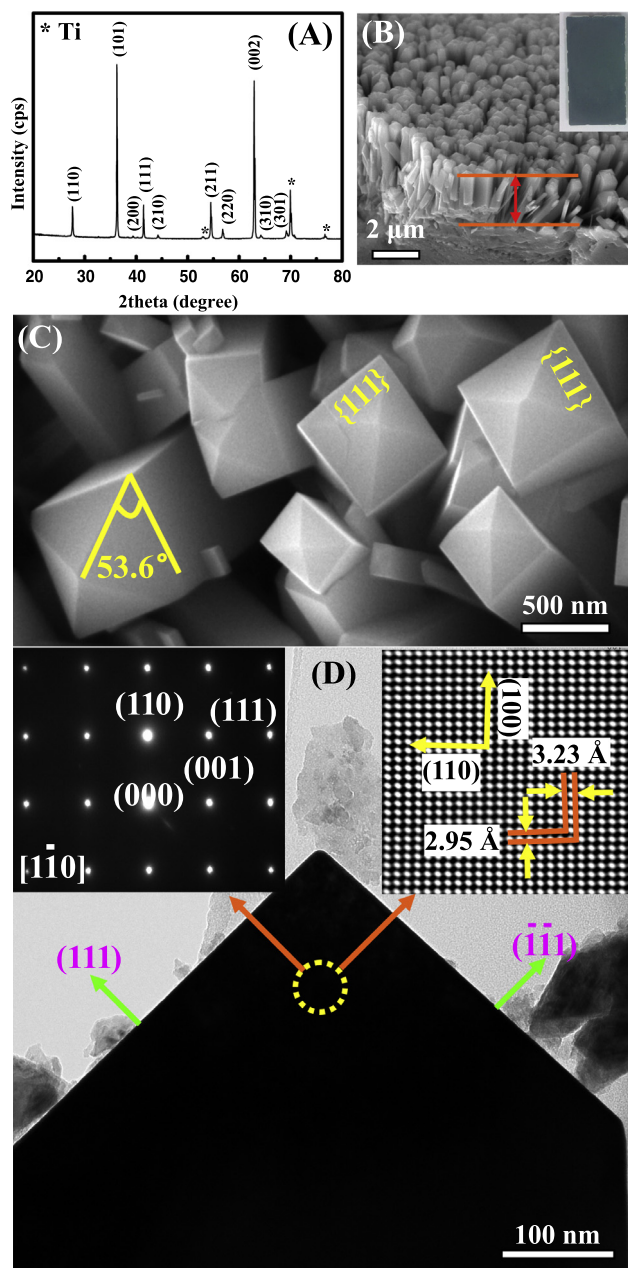 * Ti
(A)
Intensity (cps)
(110)
(101)
(200)
(111)
(210)
(211)
(220)
(002)
(310)
(301)
*
*
*
20 30 40 50 60 70 80
2theta (degree)
(B)
2 μm
(C)
{111}
{111}
53.6°
500 nm
(D)
(110)
(111)
(001)
(000)
[11̄0]
(100)
(110)
3.23 Å
2.95 Å
(111)
(1̄1̄1)
100 nm